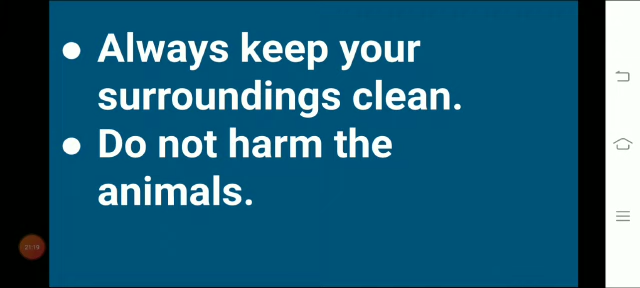 ● Always keep your
surroundings clean.
● Do not harm the
animals.